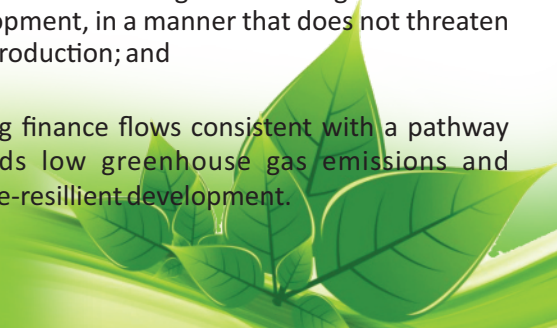 opment, in a manner that does not threaten
roduction; and
g finance flows consistent with a pathway
ds low greenhouse gas emissions and
e-resillient development.